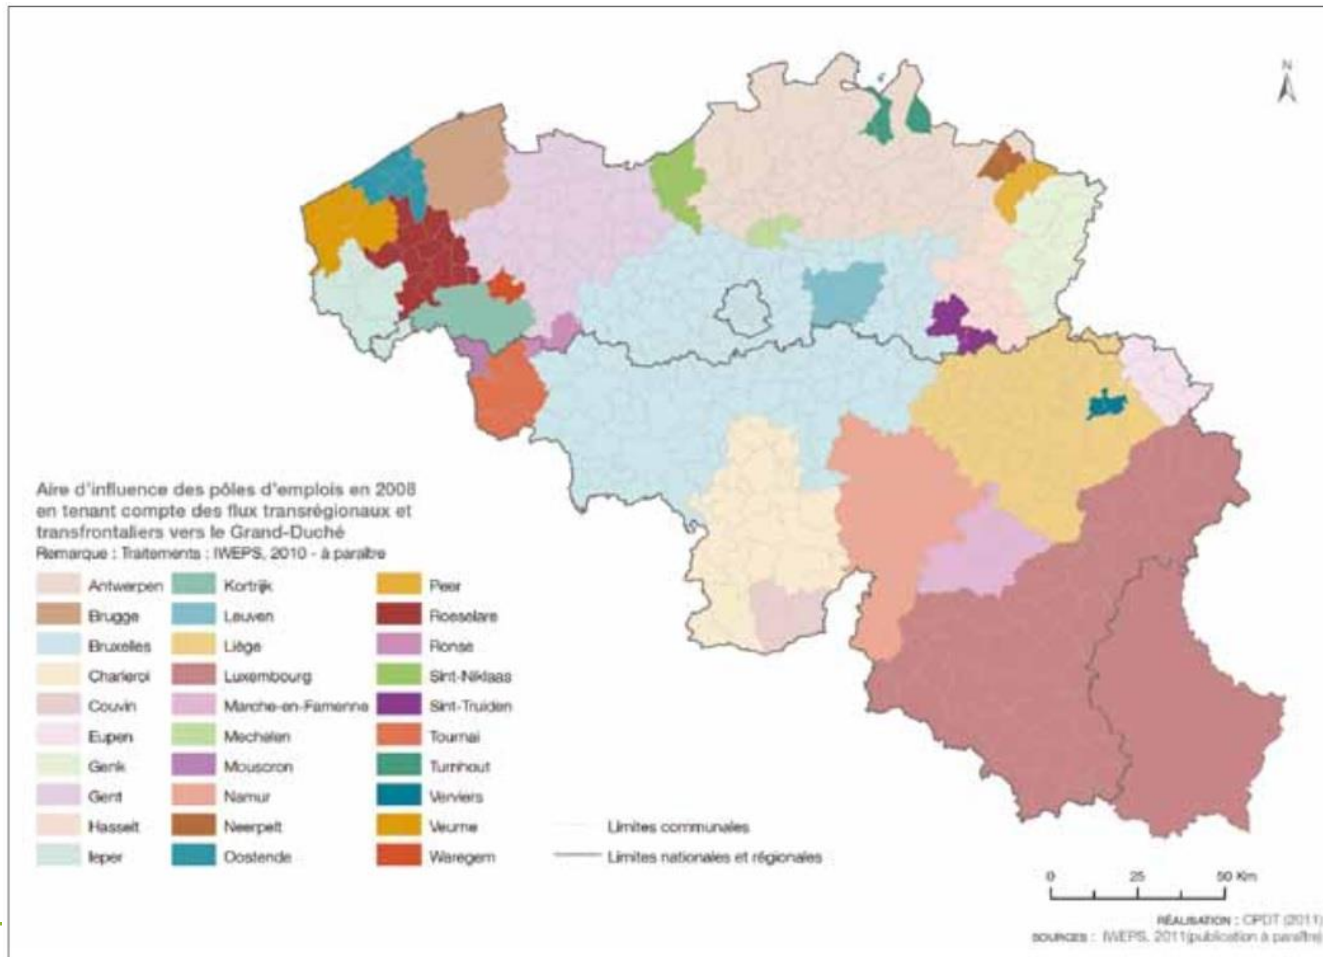 N
Aire d'influence des pôles d'emplois en 2008
en tenant compte des flux transrégionaux et
transfrontaliers vers le Grand-Duché
Remarque : Traitements : IWEPS, 2010 - à paraître
Antwerpen
Brugge
Bruxelles
Charleroi
Couvin
Eupen
Genk
Gent
Hasselt
Ieper
Kortrijk
Leuven
Liège
Luxembourg
Marche-en-Famenne
Mechelen
Mouscron
Namur
Neerpelt
Oostende
Peer
Roeselare
Ronse
Sint-Niklaas
Sint-Truiden
Tournai
Turnhout
Verviers
Veurne
Waregem
Limites communales
Limites nationales et régionales
0 25 50 Km
RÉALISATION : CPDT (2011)
SOURCES : IWEPS, 2011(publication à paraître)